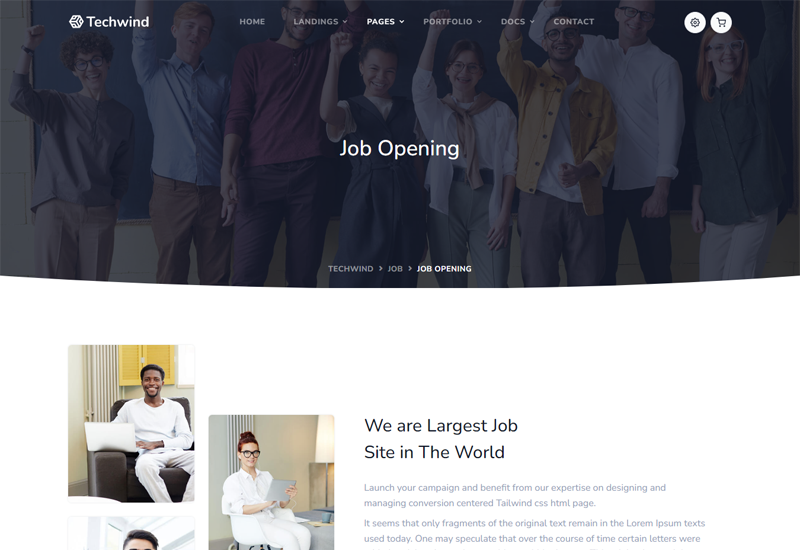 Techwind
HOME
LANDINGS
PAGES
PORTFOLIO
DOCS
CONTACT
Job Opening
TECHWIND > JOB > JOB OPENING
We are Largest Job
Site in The World
Launch your campaign and benefit from our expertise on designing and
managing conversion centered Tailwind css html page.
It seems that only fragments of the original text remain in the Lorem Ipsum texts
used today. One may speculate that over the course of time certain letters were